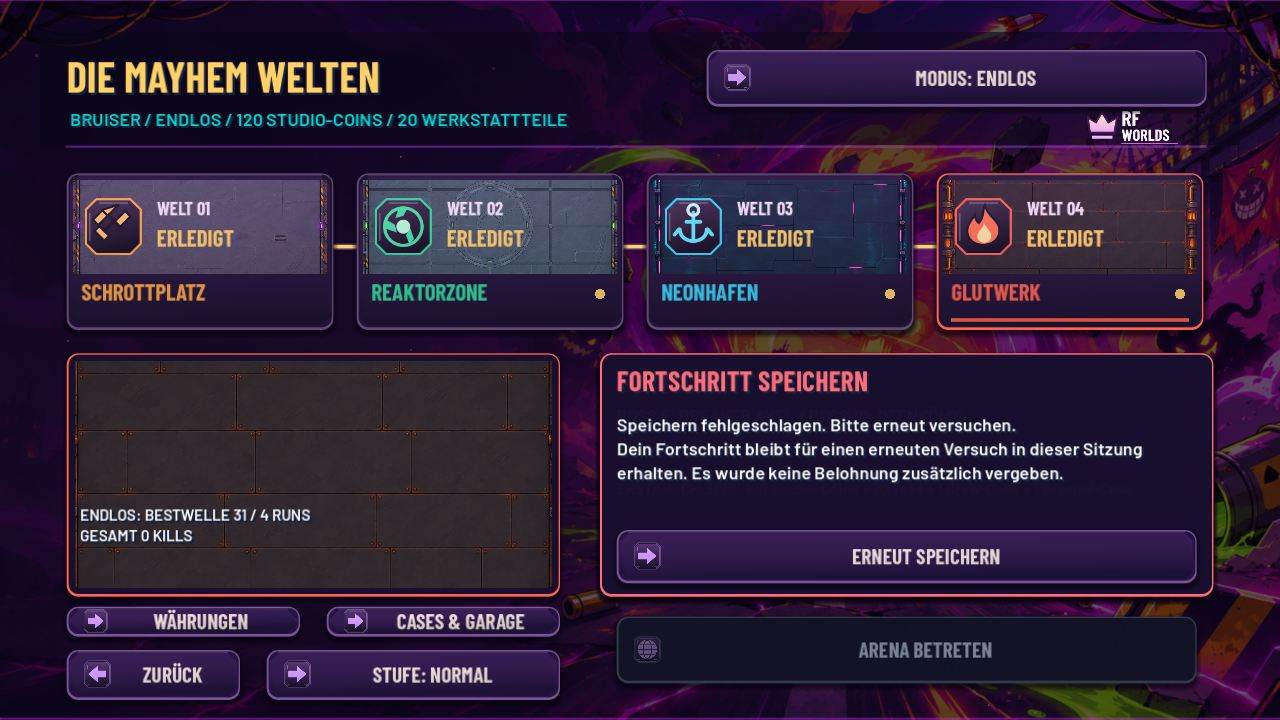 DIE MAYHEM WELTEN
MODUS: ENDLOS
BRUISER / ENDLOS / 120 STUDIO-COINS / 20 WERKSTATTTEILE
RF
WORLDS
WELT 01
ERLEDIGT
SCHROTTPLATZ
WELT 02
ERLEDIGT
REAKTORZONE
WELT 03
ERLEDIGT
NEONHAFEN
WELT 04
ERLEDIGT
GLUTWERK
ENDLOS: BESTWELLE 31 / 4 RUNS
GESAMT 0 KILLS
FORTSCHRITT SPEICHERN
Speichern fehlgeschlagen. Bitte erneut versuchen.
Dein Fortschritt bleibt für einen erneuten Versuch in dieser Sitzung
erhalten. Es wurde keine Belohnung zusätzlich vergeben.
ERNEUT SPEICHERN
WÄHRUNGEN
CASES & GARAGE
ZURÜCK
STUFE: NORMAL
ARENA BETRETEN